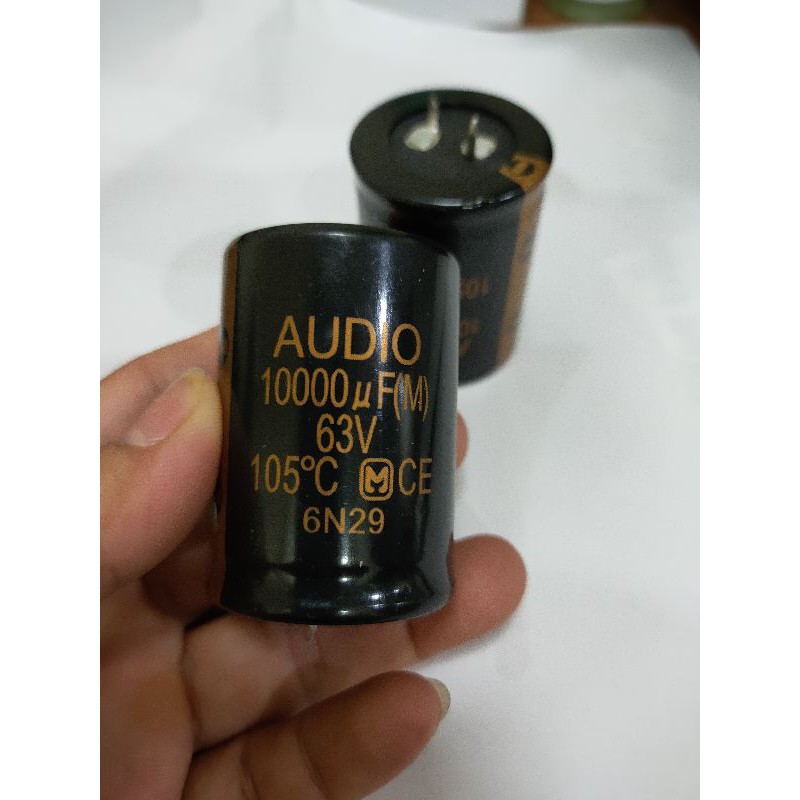 AUDIO
10000µF(M)
63V
105℃ M CE
6N29